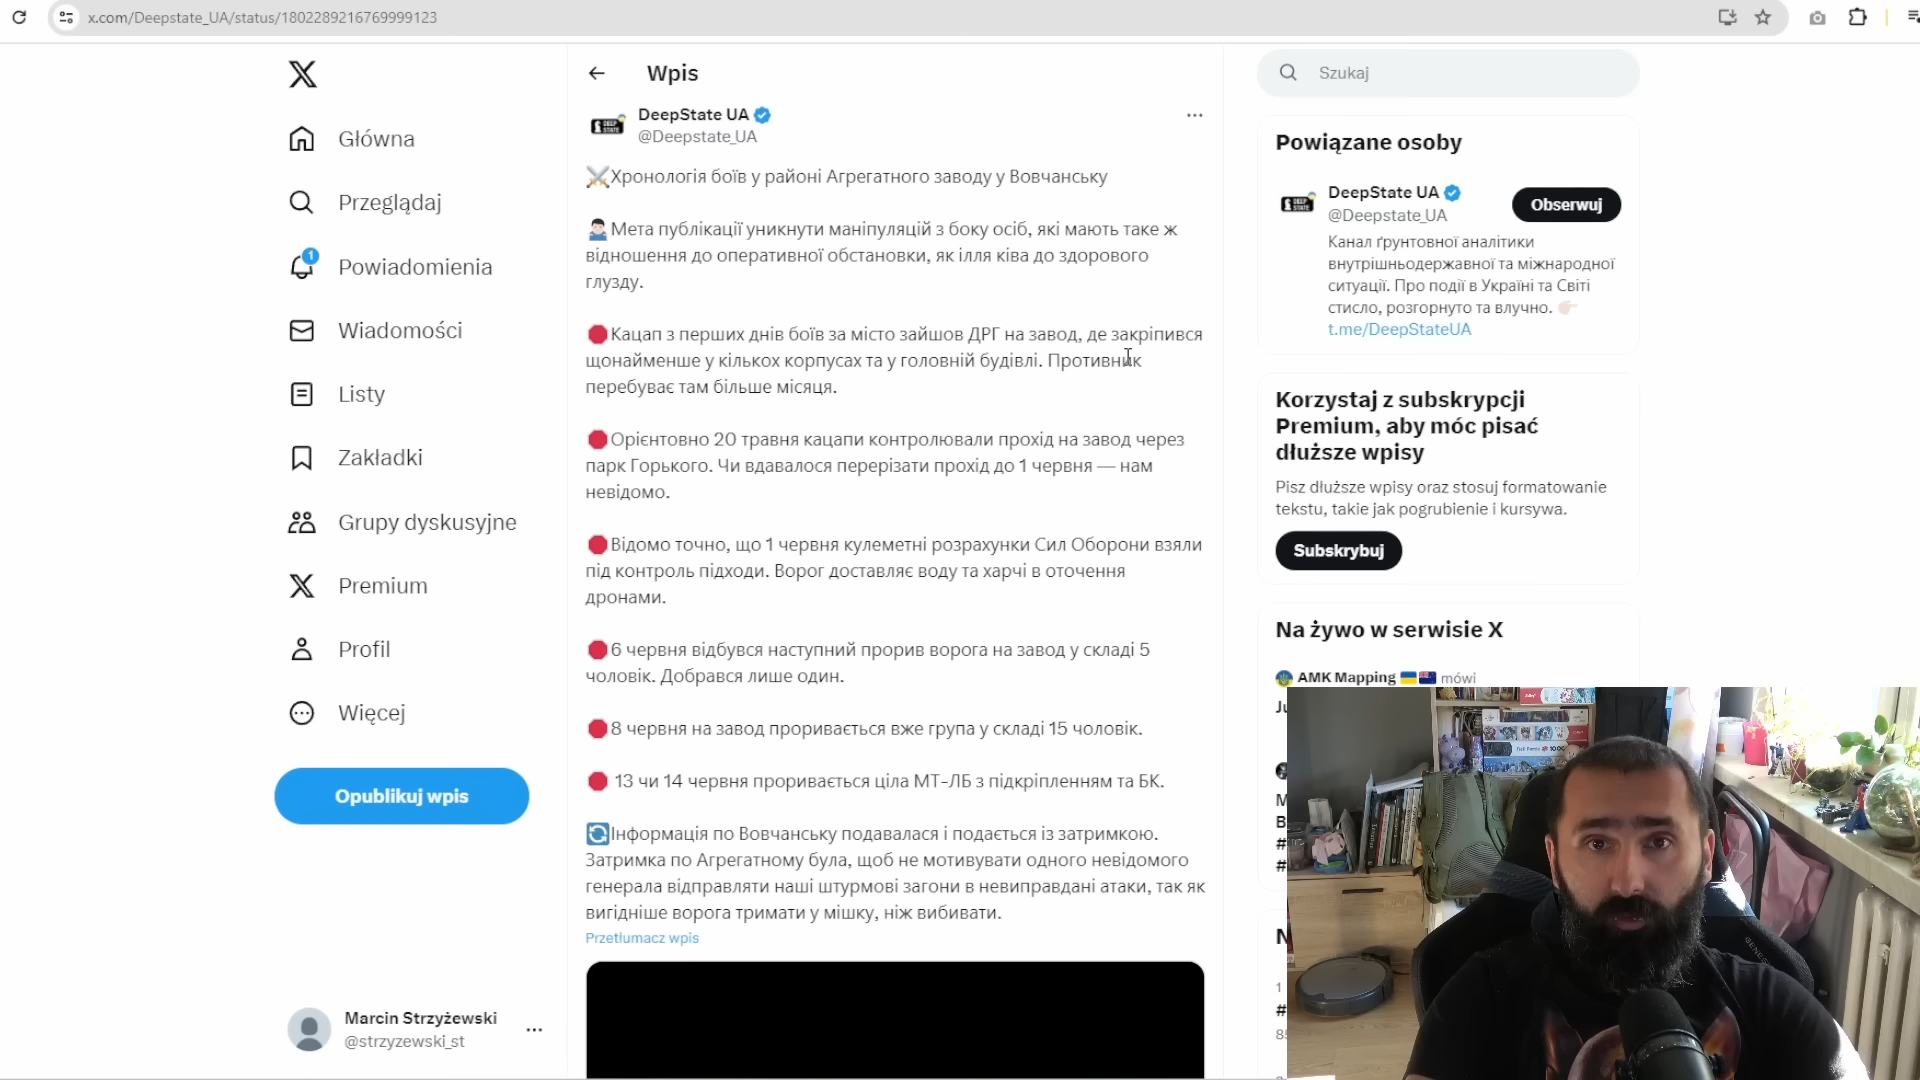 x.com/Deepstate_UA/status/1802289216769999123
Główna
Przeglądaj
1
Powiadomienia
Wiadomości
Listy
Zakładki
Grupy dyskusyjne
Premium
Profil
Więcej
Opublikuj wpis
Marcin Strzyżewski
@strzyzewski_st
Wpis
DEEP STATE
DeepState UA
@Deepstate_UA
Хронологія боїв у районі Агрегатного заводу у Вовчанську
Мета публікації уникнути маніпуляцій з боку осіб, які мають таке ж
відношення до оперативної обстановки, як ілля ківа до здорового
глузду.
Кацап з перших днів боїв за місто зайшов ДРГ на завод, де закріпився
щонайменше у кількох корпусах та у головній будівлі. Противник
перебуває там більше місяця.
Орієнтовно 20 травня кацапи контролювали прохід на завод через
парк Горького. Чи вдавалося перерізати прохід до 1 червня — нам
невідомо.
Відомо точно, що 1 червня кулеметні розрахунки Сил Оборони взяли
під контроль підходи. Ворог доставляє воду та харчі в оточення
дронами.
6 червня відбувся наступний прорив ворога на завод у складі 5
чоловік. Добрався лише один.
8 червня на завод проривається вже група у складі 15 чоловік.
13 чи 14 червня проривається ціла МТ-ЛБ з підкріпленням та БК.
Інформація по Вовчанську подавалася і подається із затримкою.
Затримка по Агрегатному була, щоб не мотивувати одного невідомого
генерала відправляти наші штурмові загони в невиправдані атаки, так як
вигідніше ворога тримати у мішку, ніж вибивати.
Przetłumacz wpis
Szukaj
Powiązane osoby
DEEP STATE
DeepState UA
@Deepstate_UA
Obserwuj
Канал ґрунтовної аналітики
внутрішньодержавної та міжнародної
ситуації. Про події в Україні та Світі
стисло, розгорнуто та влучно.
t.me/DeepStateUA
Korzystaj z subskrypcji
Premium, aby móc pisać
dłuższe wpisy
Pisz dłuższe wpisy oraz stosuj formatowanie
tekstu, takie jak pogrubienie i kursywa.
Subskrybuj
Na żywo w serwisie X
AMK Mapping mówi